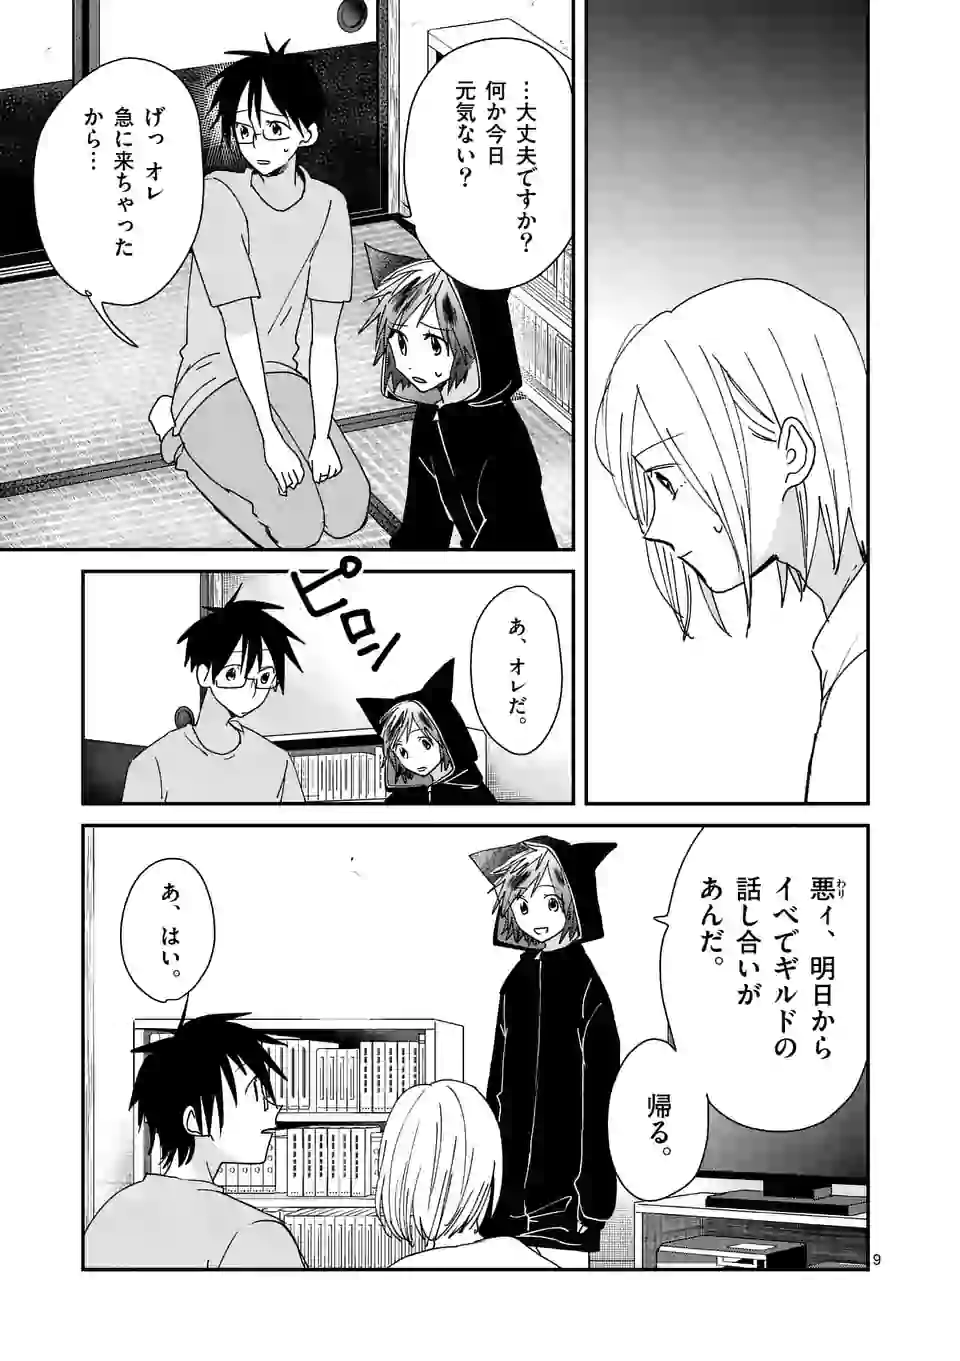 …大丈夫ですか？
何か今日
元気ない？
げっ オレ
急に来ちゃった
から…
ピロン
あ、オレだ。
悪ィ、明日から
わり
イベでギルドの
話し合いが
あんだ。
帰る。
あ、はい。
9